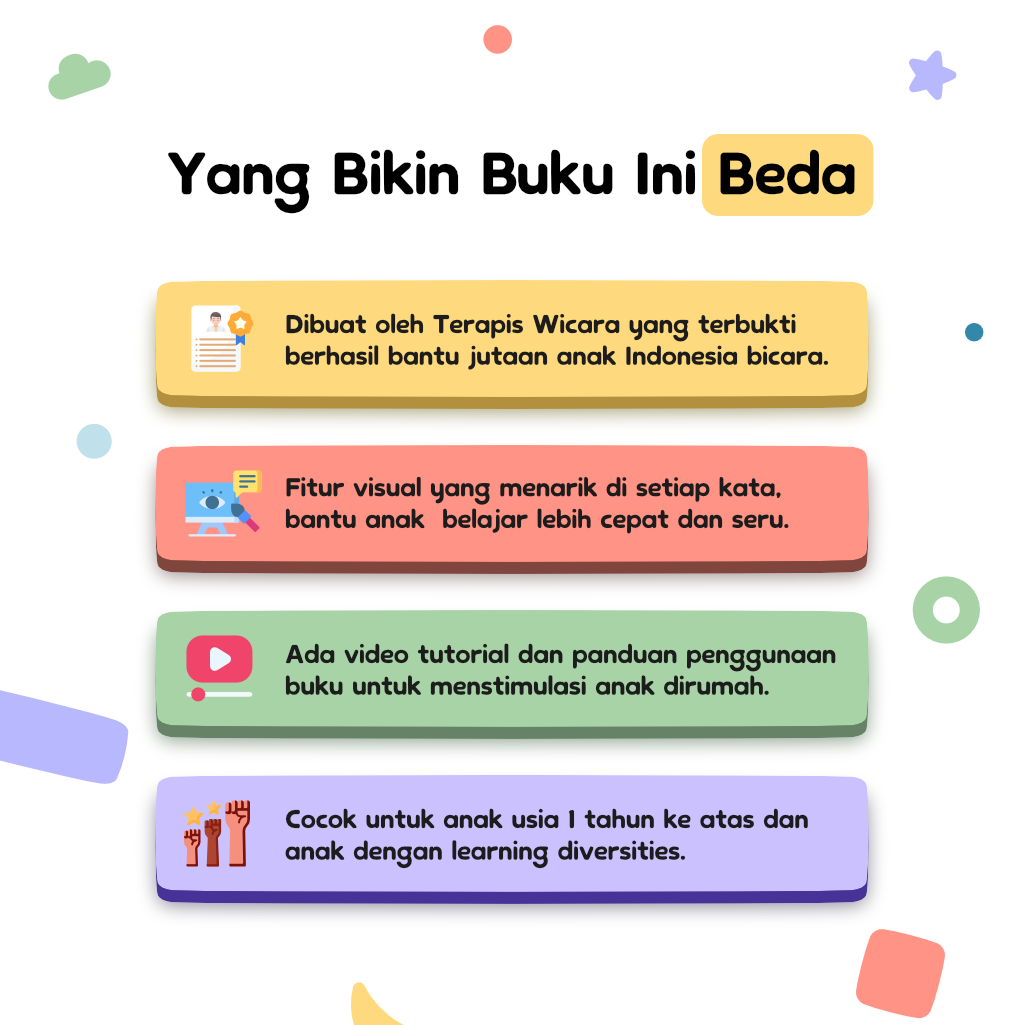 Yang Bikin Buku Ini Beda
Dibuat oleh Terapis Wicara yang terbukti
berhasil bantu jutaan anak Indonesia bicara.
Fitur visual yang menarik di setiap kata,
bantu anak  belajar lebih cepat dan seru.
Ada video tutorial dan panduan penggunaan
buku untuk menstimulasi anak dirumah.
Cocok untuk anak usia 1 tahun ke atas dan
anak dengan learning diversities.